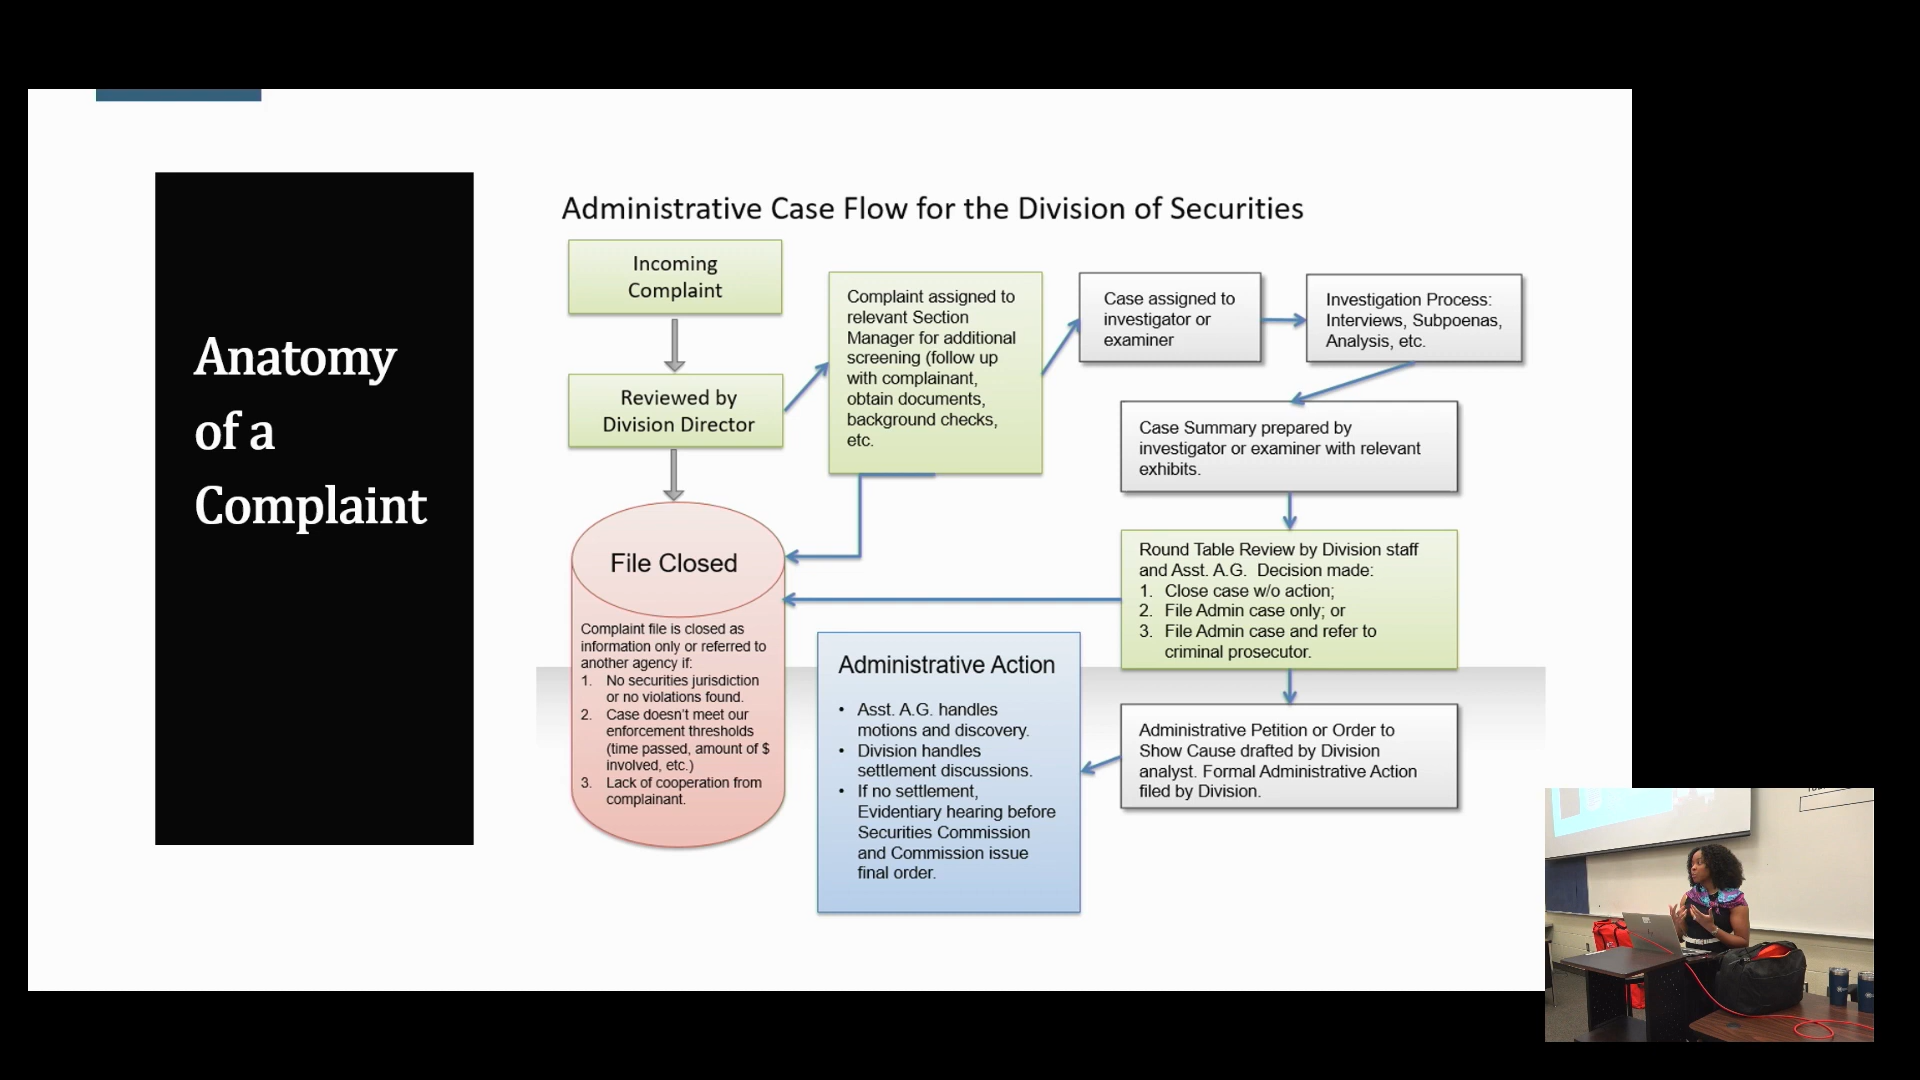 Anatomy
of a
Complaint
Administrative Case Flow for the Division of Securities
Incoming
Complaint
Reviewed by
Division Director
Complaint assigned to
relevant Section
Manager for additional
screening (follow up
with complainant,
obtain documents,
background checks,
etc.
Case assigned to
investigator or
examiner
Investigation Process:
Interviews, Subpoenas,
Analysis, etc.
Case Summary prepared by
investigator or examiner with relevant
exhibits.
Round Table Review by Division staff
and Asst. A.G.  Decision made:
1. Close case w/o action;
2. File Admin case only; or
3. File Admin case and refer to
criminal prosecutor.
Administrative Petition or Order to
Show Cause drafted by Division
analyst. Formal Administrative Action
filed by Division.
Administrative Action
• Asst. A.G. handles
motions and discovery.
• Division handles
settlement discussions.
• If no settlement,
Evidentiary hearing before
Securities Commission
and Commission issue
final order.
File Closed
Complaint file is closed as
information only or referred to
another agency if:
1. No securities jurisdiction
or no violations found.
2. Case doesn't meet our
enforcement thresholds
(time passed, amount of $
involved, etc.)
3. Lack of cooperation from
complainant.